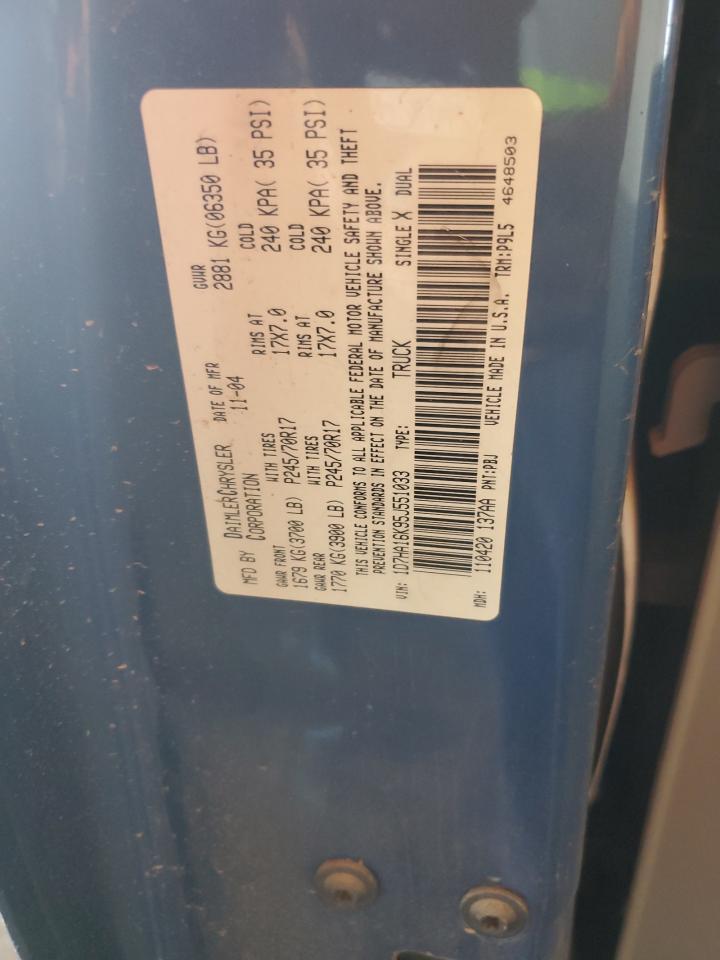 MFD BY DAIMLERCHRYSLER CORPORATION DATE OF MFR 11-04 GVWR 2881 KG(06350 LB)
GAWR FRONT WITH TIRES RIMS AT COLD
1679 KG(3700 LB) P245/70R17 17X7.0 240 KPA( 35 PSI)
GAWR REAR WITH TIRES RIMS AT COLD
1770 KG(3900 LB) P245/70R17 17X7.0 240 KPA( 35 PSI)
THIS VEHICLE CONFORMS TO ALL APPLICABLE FEDERAL MOTOR VEHICLE SAFETY AND THEFT
PREVENTION STANDARDS IN EFFECT ON THE DATE OF MANUFACTURE SHOWN ABOVE.
VIN: 1D7HA16K95J551033 TYPE: TRUCK SINGLE X DUAL
MDH: 110420 137AA PNT:PBJ VEHICLE MADE IN U.S.A. TRM:P9L5 4648503